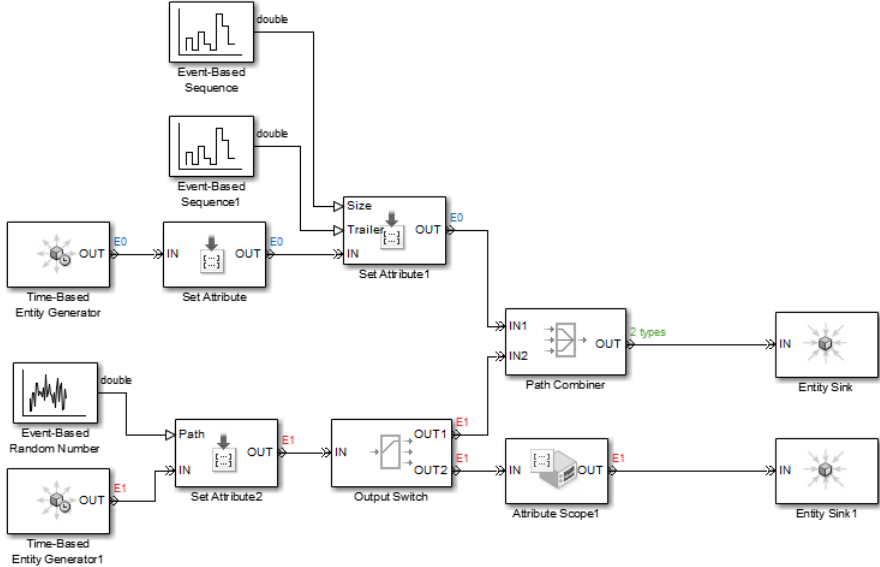 double
Event-Based
Sequence
double
Event-Based
Sequence1
Size
Trailer
IN
OUT
E0
Set Attribute1
OUT
E0
Time-Based
Entity Generator
IN
OUT
E0
Set Attribute
IN1
IN2
OUT
2 types
Path Combiner
IN
Entity Sink
double
Event-Based
Random Number
Path
IN
OUT
E1
Set Attribute2
IN
OUT1
E1
OUT2
E1
Output Switch
IN
OUT
E1
Attribute Scope1
IN
Entity Sink1
OUT
E1
Time-Based
Entity Generator1